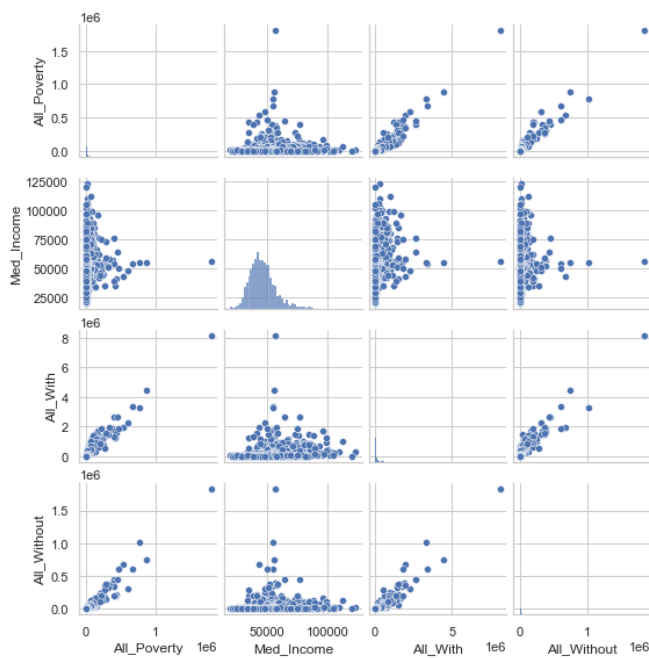 1e6
1.5
1.0
0.5
0.0
All_Poverty
125000
100000
75000
50000
25000
Med_Income
1e6
8
6
4
2
0
All_With
1e6
1.5
1.0
0.5
0.0
All_Without
0 1 50000 100000 0 5 0 1
All_Poverty 1e6 Med_Income All_With 1e6 All_Without 1e6